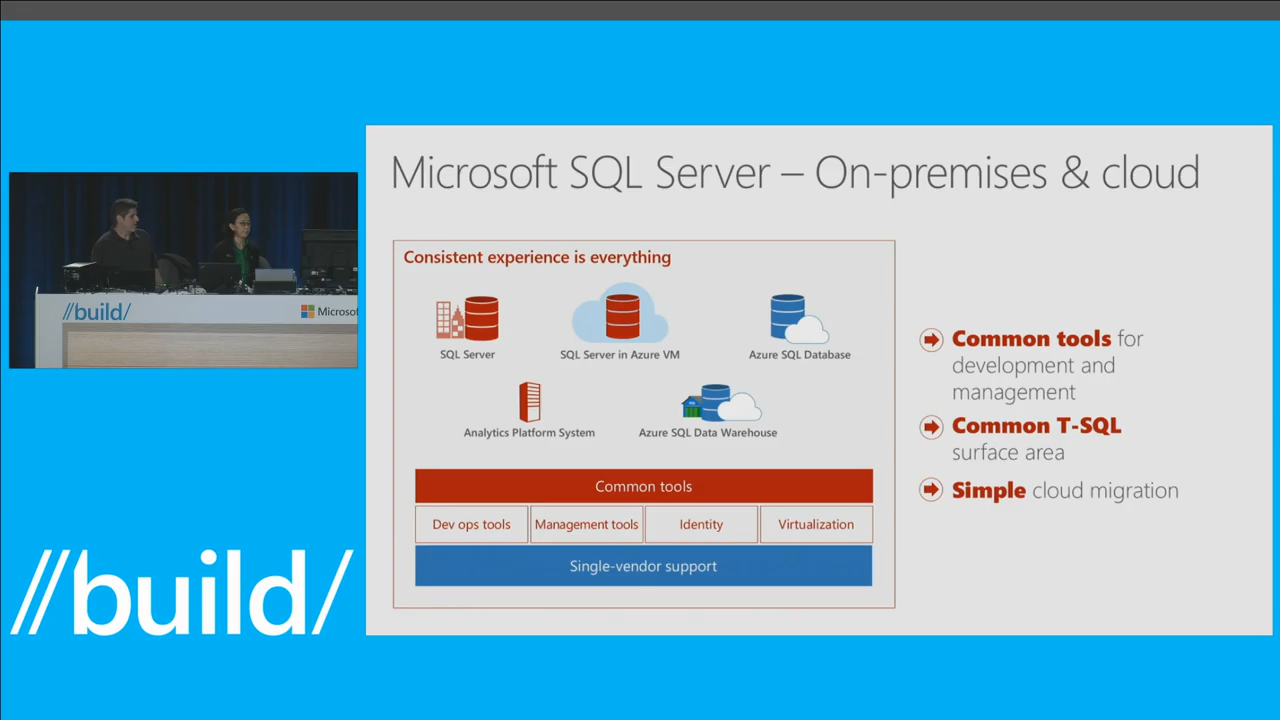 Microsoft SQL Server – On-premises & cloud
Consistent experience is everything
SQL Server
SQL Server in Azure VM
Azure SQL Database
Analytics Platform System
Azure SQL Data Warehouse
Common tools
Dev ops tools
Management tools
Identity
Virtualization
Single-vendor support
Common tools for
development and
management
Common T-SQL
surface area
Simple cloud migration
//build/
Microsof
//build/